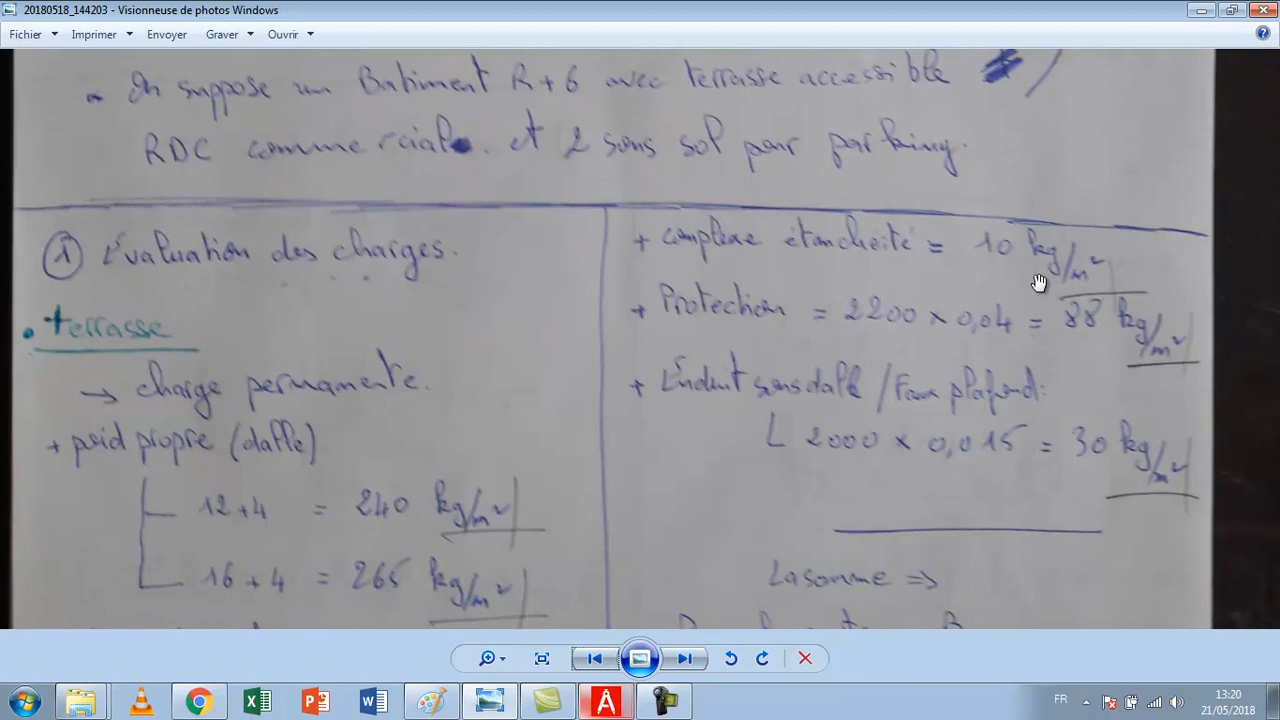 20180518_144203 - Visionneuse de photos Windows
Fichier Imprimer Envoyer Graver Ouvrir
- On suppose un Batiment R+6 avec terrasse accessible
RDC commercial. et 2 sous sol pour parking.
① Évaluation des charges.
• terrasse
→ charge permanente.
+ poid propre (dalle)
12+4 = 240 kg/m²
16+4 = 265 kg/m²
+ complexe étancheité = 10 kg/m²
+ Protection = 2200 x 0,04 = 88 kg/m²
+ Enduit sous dalle / Faux plafond:
2000 x 0,015 = 30 kg/m²
La somme =>
FR
13:20
21/05/2018